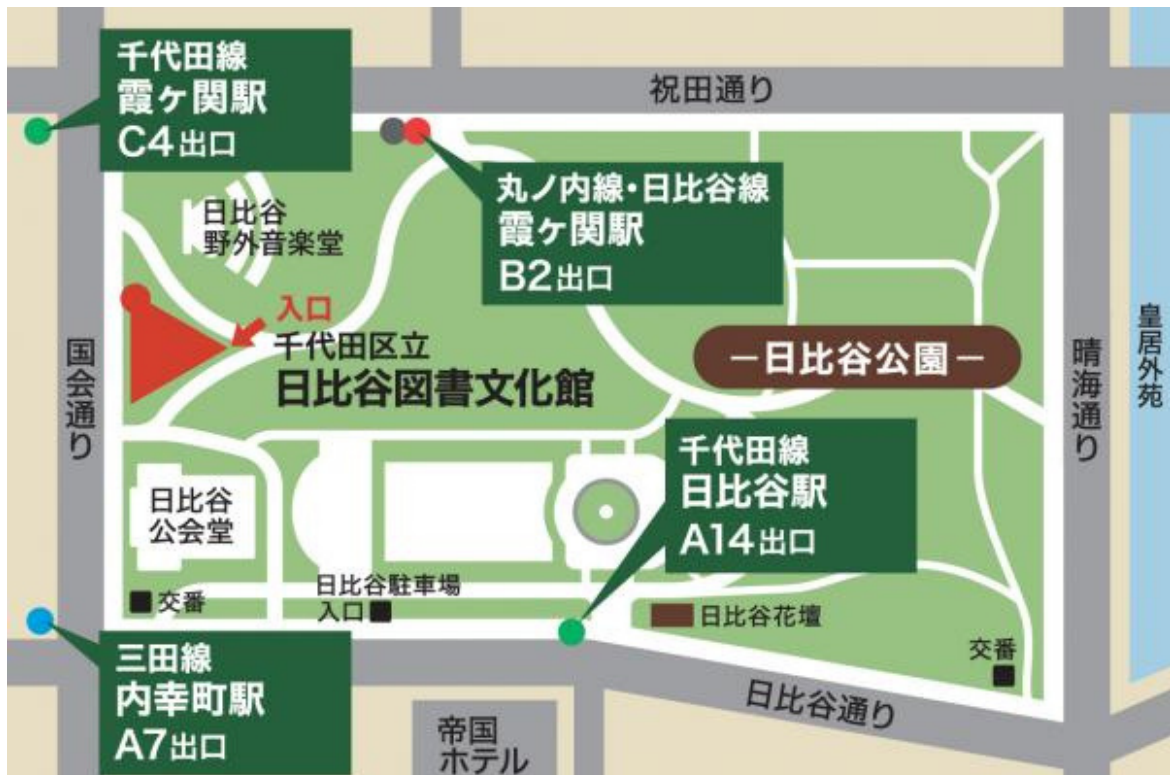 千代田線
霞ヶ関駅
C4出口
祝田通り
丸ノ内線・日比谷線
霞ヶ関駅
B2出口
日比谷
野外音楽堂
入口
千代田区立
日比谷図書文化館
国会通り
－日比谷公園－
晴海通り
皇居外苑
千代田線
日比谷駅
A14出口
日比谷
公会堂
交番
日比谷駐車場
入口
日比谷花壇
交番
三田線
内幸町駅
A7出口
日比谷通り
帝国
ホテル